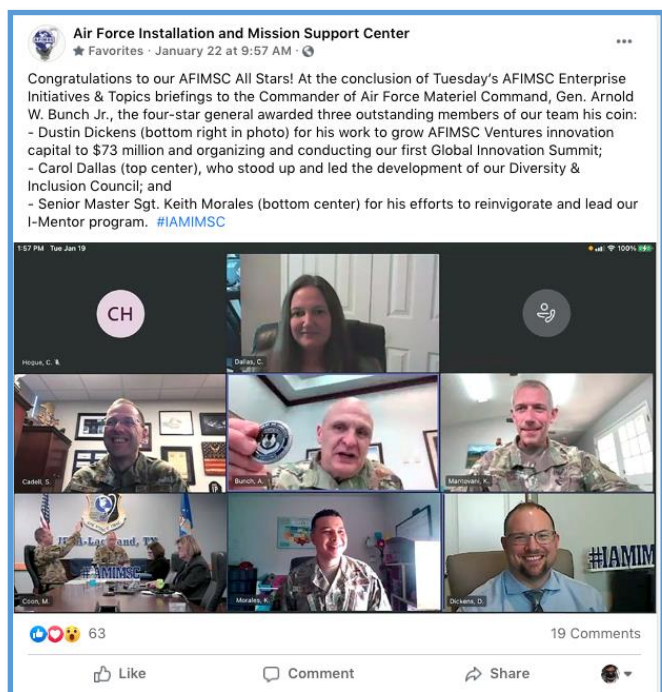 Air Force Installation and Mission Support Center
Favorites · January 22 at 9:57 AM ·
Congratulations to our AFIMSC All Stars! At the conclusion of Tuesday's AFIMSC Enterprise
Initiatives & Topics briefings to the Commander of Air Force Materiel Command, Gen. Arnold
W. Bunch Jr., the four-star general awarded three outstanding members of our team his coin:
- Dustin Dickens (bottom right in photo) for his work to grow AFIMSC Ventures innovation
capital to $73 million and organizing and conducting our first Global Innovation Summit;
- Carol Dallas (top center), who stood up and led the development of our Diversity &
Inclusion Council; and
- Senior Master Sgt. Keith Morales (bottom center) for his efforts to reinvigorate and lead our
I-Mentor program. #IAMIMSC
1:57 PM Tue Jan 19
100%
CH
Hogue, C.
Dallas, C.
Cadell, S.
Bunch, A.
Mantovani, K.
#IAMIMSC
#IAMIM
Coon, M.
Morales, K.
Dickens, D.
63
19 Comments
Like
Comment
Share